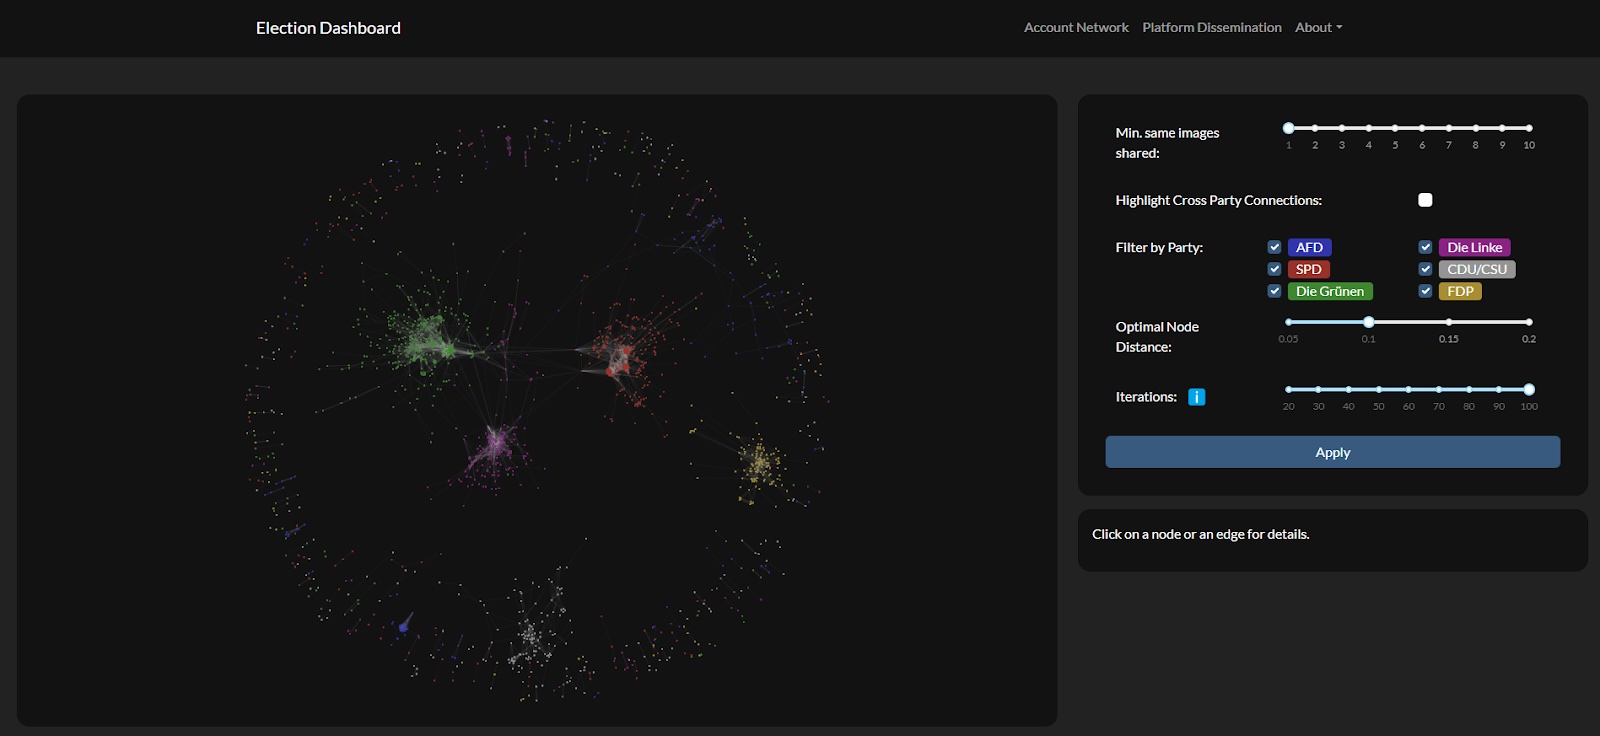 Election Dashboard
Account Network
Platform Dissemination
About
Min. same images
shared:
1 2 3 4 5 6 7 8 9 10
Highlight Cross Party Connections:
FIlter by Party:
AFD
Die Linke
SPD
CDU/CSU
Die Grünen
FDP
Optimal Node
Distance:
0.05 0.1 0.15 0.2
Iterations: i
20 30 40 50 60 70 80 90 100
Apply
Click on a node or an edge for details.